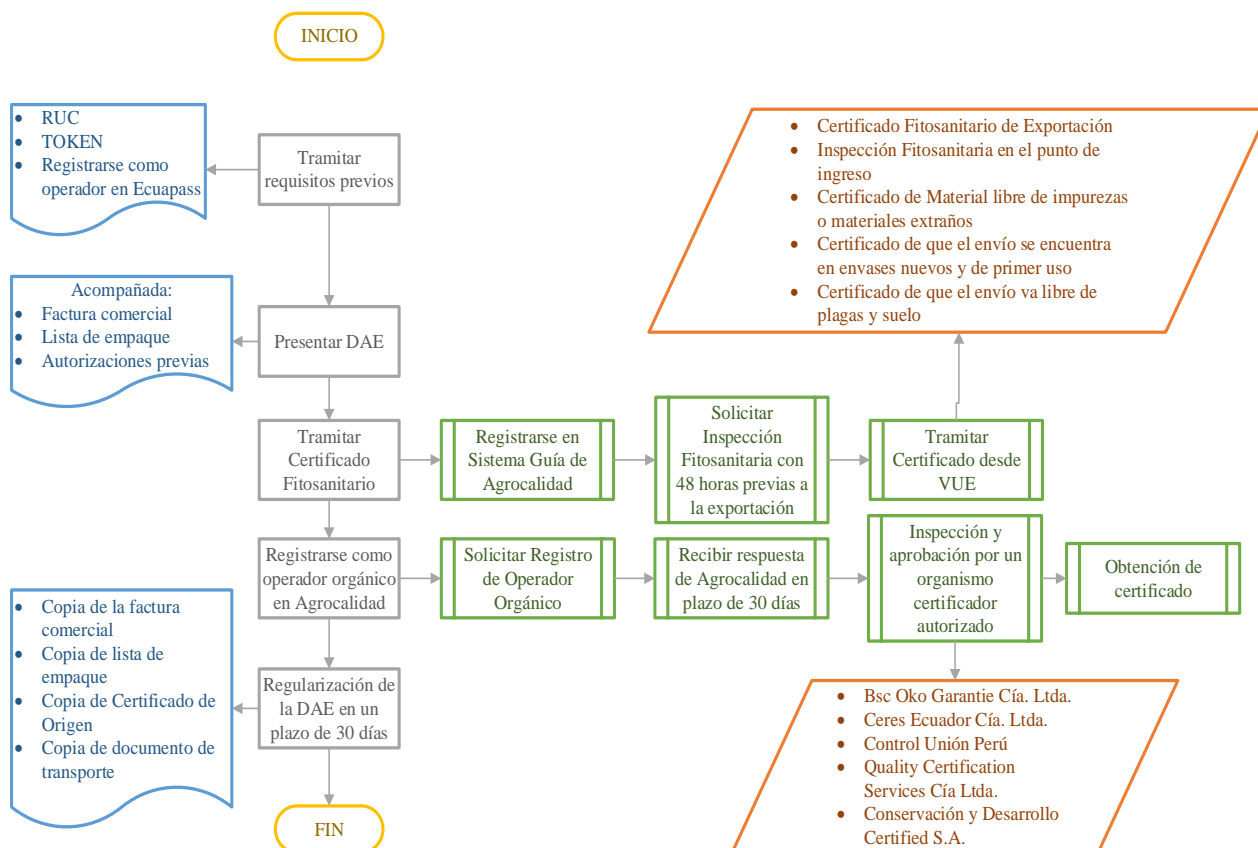 INICIO
• RUC
• TOKEN
• Registrarse como
operador en Ecuapass
Tramitar
requisitos previos
• Certificado Fitosanitario de Exportación
• Inspección Fitosanitaria en el punto de
ingreso
• Certificado de Material libre de impurezas
o materiales extraños
• Certificado de que el envío se encuentra
en envases nuevos y de primer uso
• Certificado de que el envío va libre de
plagas y suelo
Acompañada:
• Factura comercial
• Lista de empaque
• Autorizaciones previas
Presentar DAE
Tramitar
Certificado
Fitosanitario
Registrarse en
Sistema Guía de
Agrocalidad
Solicitar
Inspección
Fitosanitaria con
48 horas previas a
la exportación
Tramitar
Certificado desde
VUE
Registrarse como
operador orgánico
en Agrocalidad
Solicitar Registro
de Operador
Orgánico
Recibir respuesta
de Agrocalidad en
plazo de 30 días
Inspección y
aprobación por un
organismo
certificador
autorizado
Obtención de
certificado
• Copia de la factura
comercial
• Copia de lista de
empaque
• Copia de Certificado de
Origen
• Copia de documento de
transporte
Regularización de
la DAE en un
plazo de 30 días
• Bsc Oko Garantie Cía. Ltda.
• Ceres Ecuador Cía. Ltda.
• Control Unión Perú
• Quality Certification
Services Cía Ltda.
• Conservación y Desarrollo
Certified S.A.
FIN